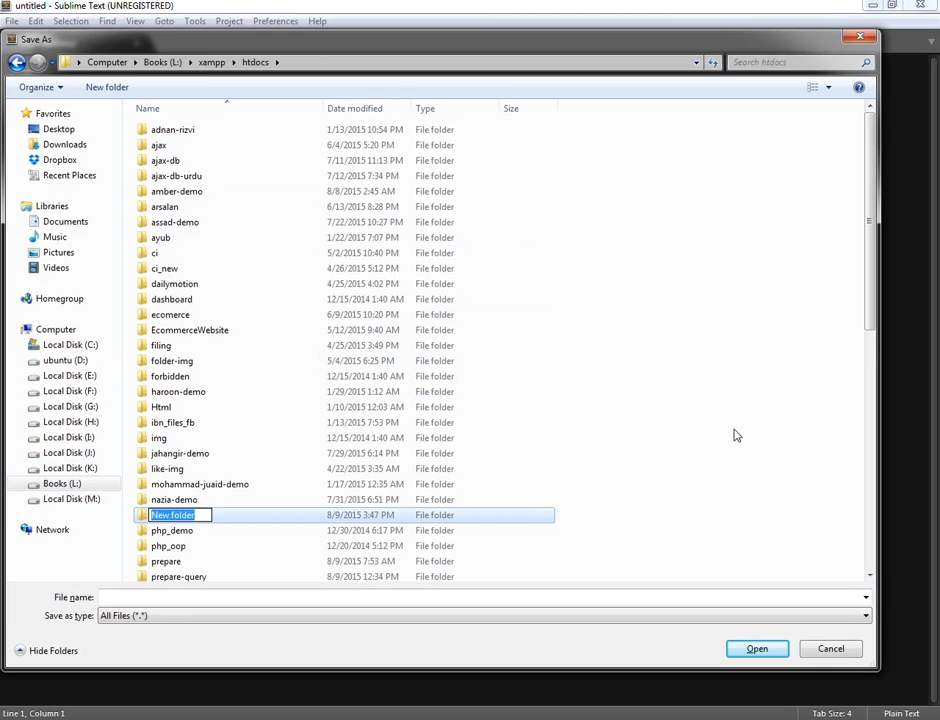 untitled - Sublime Text (UNREGISTERED)
File Edit Selection Find View Goto Tools Project Preferences Help
Save As
Computer Books (L:) xampp htdocs Search htdocs
Organize New folder
Name Date modified Type Size
Favorites
Desktop
Downloads
Dropbox
Recent Places
Libraries
Documents
Music
Pictures
Videos
Homegroup
Computer
Local Disk (C:)
ubuntu (D:)
Local Disk (E:)
Local Disk (F:)
Local Disk (G:)
Local Disk (H:)
Local Disk (I:)
Local Disk (J:)
Local Disk (K:)
Books (L:)
Local Disk (M:)
Network
adnan-rizvi 1/13/2015 10:54 PM File folder
ajax 6/4/2015 5:20 PM File folder
ajax-db 7/11/2015 11:13 PM File folder
ajax-db-urdu 7/12/2015 7:34 PM File folder
amber-demo 8/8/2015 2:45 AM File folder
arsalan 6/13/2015 8:28 PM File folder
assad-demo 7/22/2015 10:27 PM File folder
ayub 1/22/2015 7:07 PM File folder
ci 5/2/2015 10:40 PM File folder
ci_new 4/26/2015 5:12 PM File folder
dailymotion 4/25/2015 4:02 PM File folder
dashboard 12/15/2014 1:40 AM File folder
ecomerce 6/9/2015 10:20 PM File folder
EcommerceWebsite 5/12/2015 9:40 AM File folder
filing 4/25/2015 3:49 PM File folder
folder-img 5/4/2015 6:25 PM File folder
forbidden 12/15/2014 1:40 AM File folder
haroon-demo 1/29/2015 1:12 AM File folder
Html 1/10/2015 12:03 AM File folder
ibn_files_fb 1/13/2015 7:53 PM File folder
img 12/15/2014 1:40 AM File folder
jahangir-demo 7/29/2015 6:14 PM File folder
like-img 4/22/2015 3:35 AM File folder
mohammad-juaid-demo 1/17/2015 12:35 AM File folder
nazia-demo 7/31/2015 6:51 PM File folder
New folder 8/9/2015 3:47 PM File folder
php_demo 12/30/2014 6:17 PM File folder
php_oop 12/20/2014 5:12 PM File folder
prepare 8/9/2015 7:53 AM File folder
prepare-query 8/9/2015 12:34 PM File folder
File name:
Save as type: All Files (*.*)
Hide Folders Open Cancel
Line 1, Column 1 Tab Size: 4 Plain Text